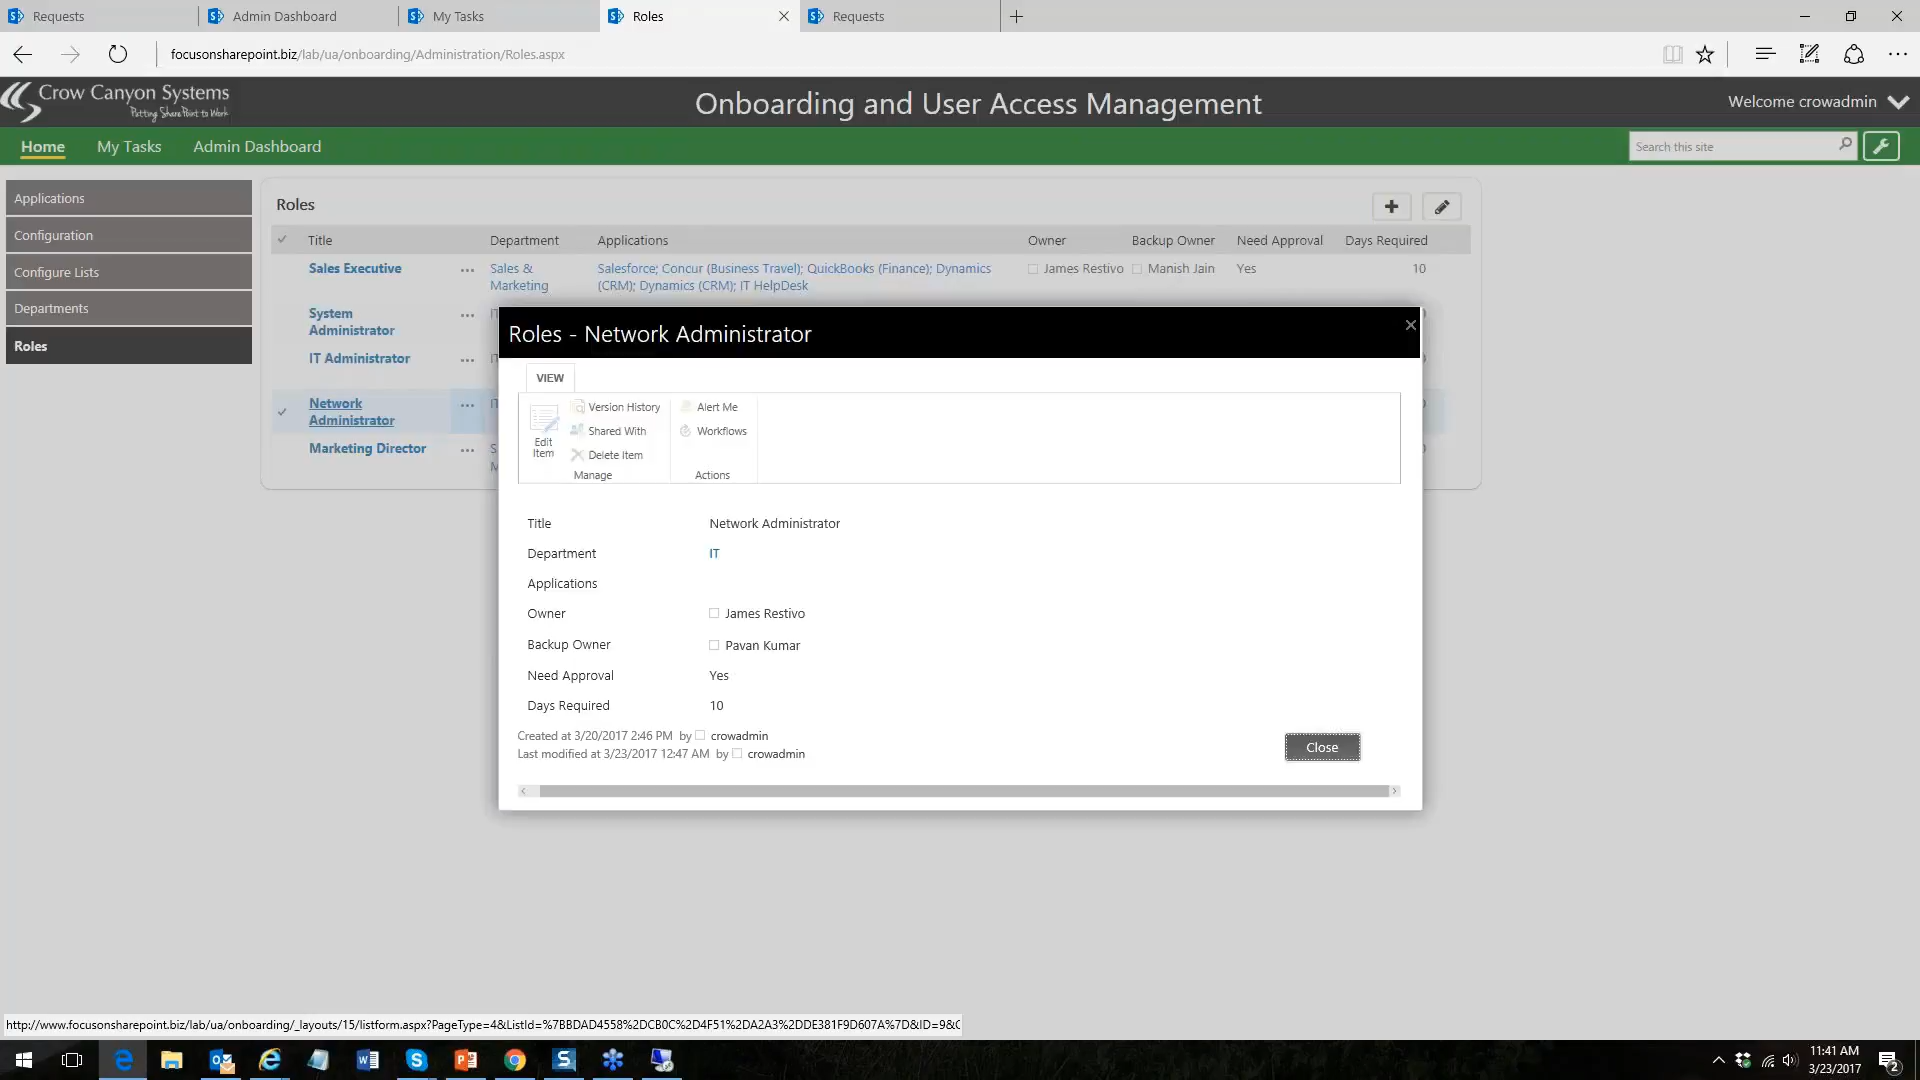 Requests
Admin Dashboard
My Tasks
Roles
Requests
focusonsharepoint.biz/lab/ua/onboarding/Administration/Roles.aspx
Crow Canyon Systems
Putting SharePoint to Work
Onboarding and User Access Management
Welcome crowadmin
Home
My Tasks
Admin Dashboard
Search this site
Applications
Configuration
Configure Lists
Departments
Roles
Roles
Title Department Applications Owner Backup Owner Need Approval Days Required
Sales Executive ... Sales & Salesforce; Concur (Business Travel); QuickBooks (Finance); Dynamics James Restivo Manish Jain Yes 10
Marketing (CRM); Dynamics (CRM); IT HelpDesk
System ...
Administrator
IT Administrator ...
Network ...
Administrator
Marketing Director ...
Roles - Network Administrator
VIEW
Edit
Item
Version History
Shared With
Delete Item
Manage
Alert Me
Workflows
Actions
Title Network Administrator
Department IT
Applications
Owner James Restivo
Backup Owner Pavan Kumar
Need Approval Yes
Days Required 10
Created at 3/20/2017 2:46 PM by crowadmin
Last modified at 3/23/2017 12:47 AM by crowadmin
Close
http://www.focusonsharepoint.biz/lab/ua/onboarding/_layouts/15/listform.aspx?PageType=4&ListId=%7BBDAD4558%2DCB0C%2D4F51%2DA2A3%2DDE381F9D607A%7D&ID=9&C
11:41 AM
3/23/2017
2